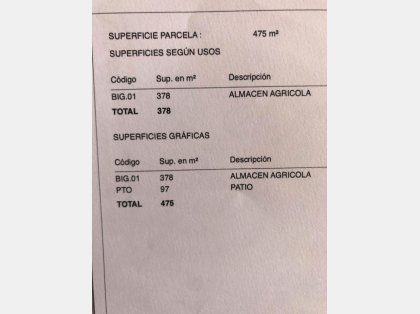 SUPERFICIE PARCELA : 475 m²
SUPERFICIES SEGÚN USOS
Código Sup. en m² Descripción
BIG.01 378 ALMACEN AGRICOLA
TOTAL 378
SUPERFICIES GRÁFICAS
Código Sup. en m² Descripción
BIG.01 378 ALMACEN AGRICOLA
PTO 97 PATIO
TOTAL 475